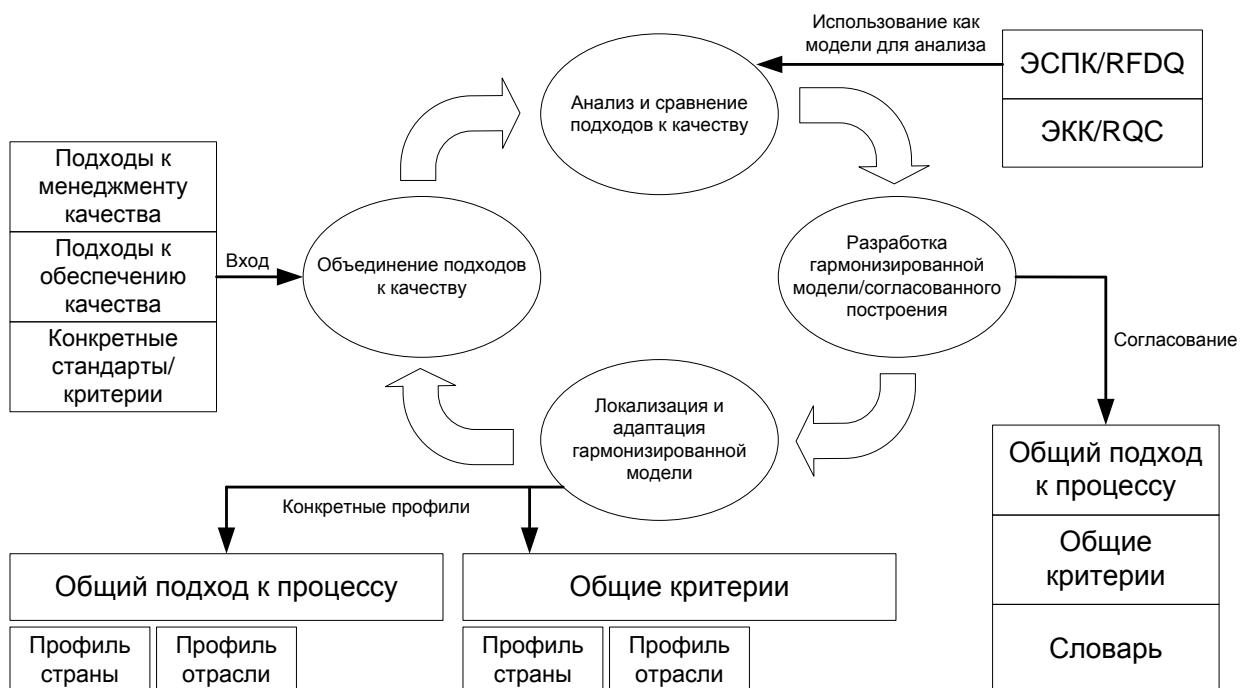 Использование как
модели для анализа
ЭСПК/RFDQ
ЭКК/RQC
Анализ и сравнение
подходов к качеству
Подходы к
менеджменту
качества
Подходы к
обеспечению
качества
Конкретные
стандарты/
критерии
Вход
Объединение подходов
к качеству
Разработка
гармонизированной
модели/согласованного
построения
Согласование
Локализация и
адаптация
гармонизированной
модели
Конкретные профили
Общий подход к процессу
Профиль
страны
Профиль
отрасли
Общие критерии
Профиль
страны
Профиль
отрасли
Общий подход
к процессу
Общие
критерии
Словарь